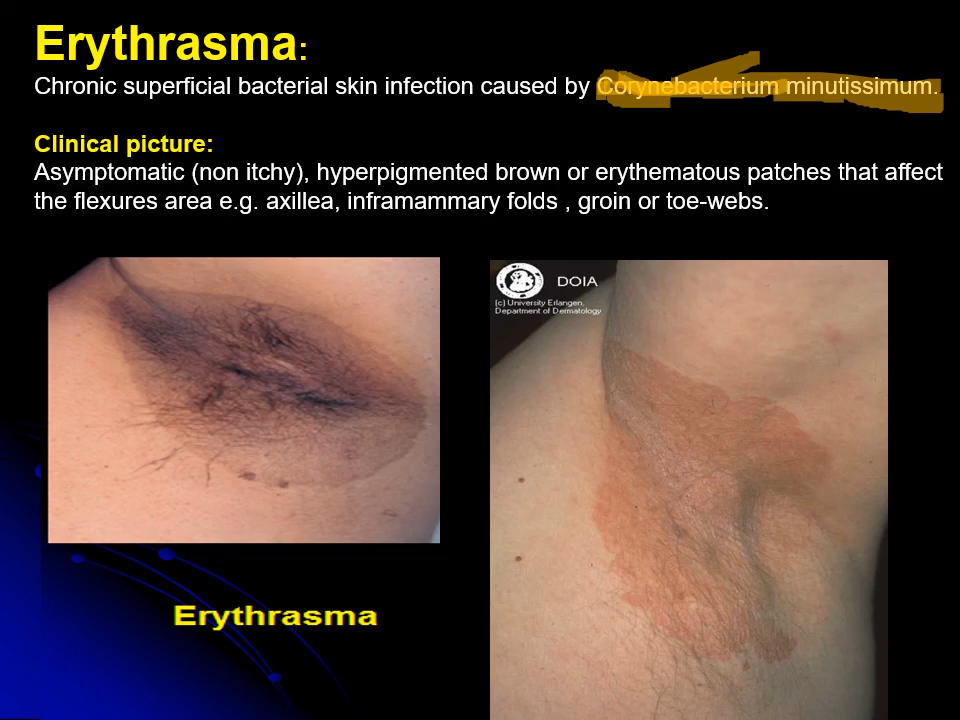 Erythrasma:
Chronic superficial bacterial skin infection caused by Corynebacterium minutissimum.
Clinical picture:
Asymptomatic (non itchy), hyperpigmented brown or erythematous patches that affect
the flexures area e.g. axillea, inframammary folds , groin or toe-webs.
DOIA
(c) University Erlangen,
Department of Dermatology
Erythrasma